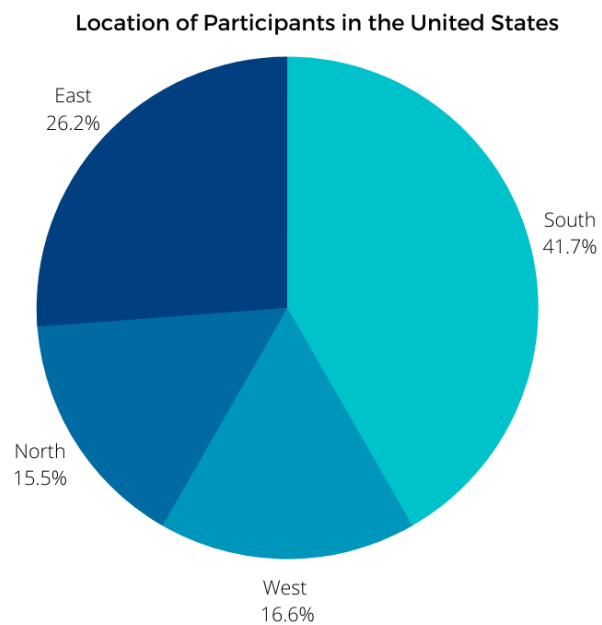 Location of Participants in the United States
East
26.2%
South
41.7%
North
15.5%
West
16.6%